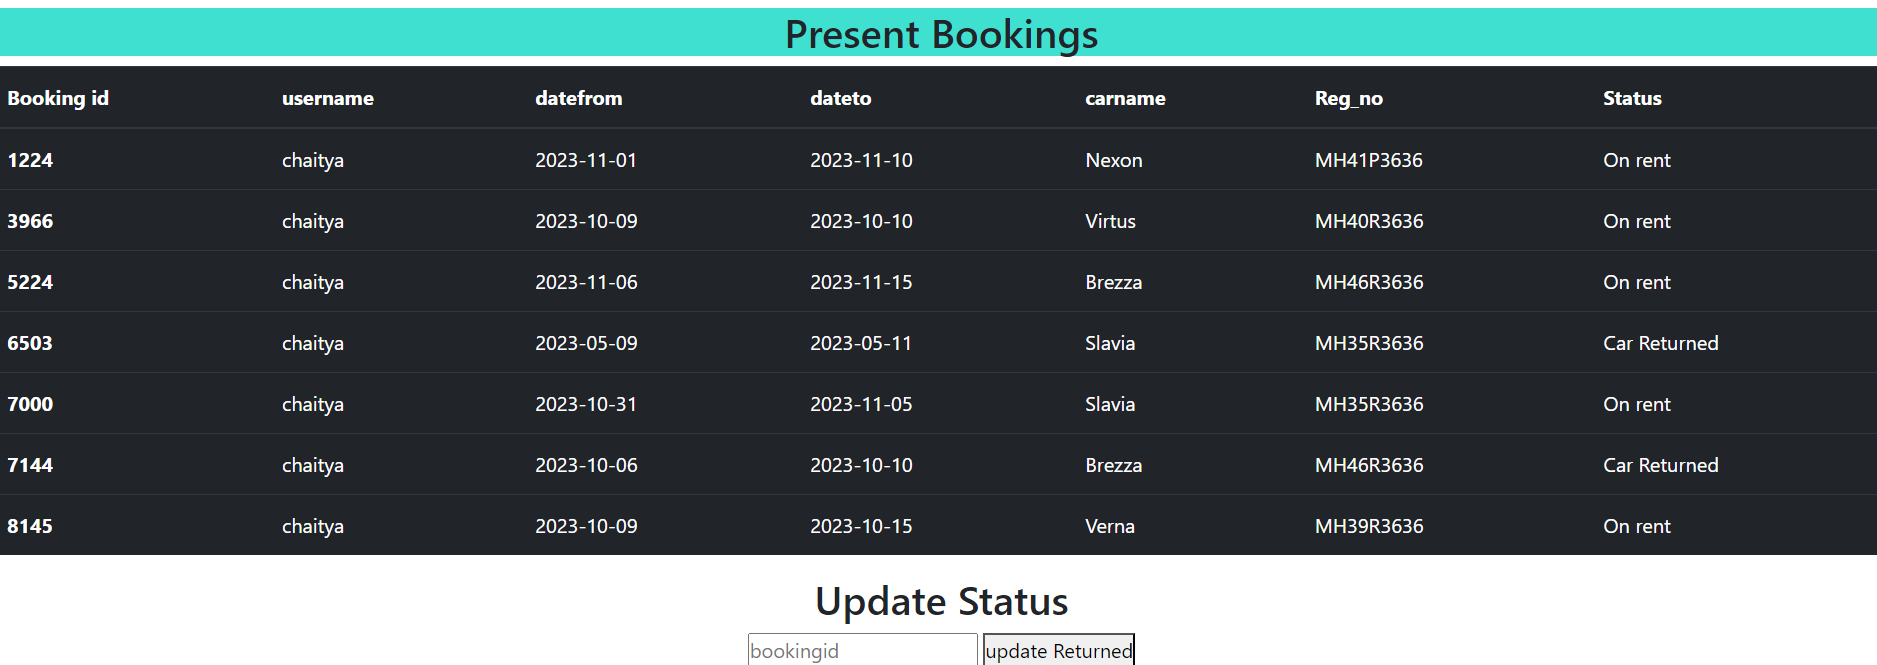 Present Bookings
Booking id username datefrom dateto carname Reg_no Status
1224 chaitya 2023-11-01 2023-11-10 Nexon MH41P3636 On rent
3966 chaitya 2023-10-09 2023-10-10 Virtus MH40R3636 On rent
5224 chaitya 2023-11-06 2023-11-15 Brezza MH46R3636 On rent
6503 chaitya 2023-05-09 2023-05-11 Slavia MH35R3636 Car Returned
7000 chaitya 2023-10-31 2023-11-05 Slavia MH35R3636 On rent
7144 chaitya 2023-10-06 2023-10-10 Brezza MH46R3636 Car Returned
8145 chaitya 2023-10-09 2023-10-15 Verna MH39R3636 On rent
Update Status
bookingid update Returned